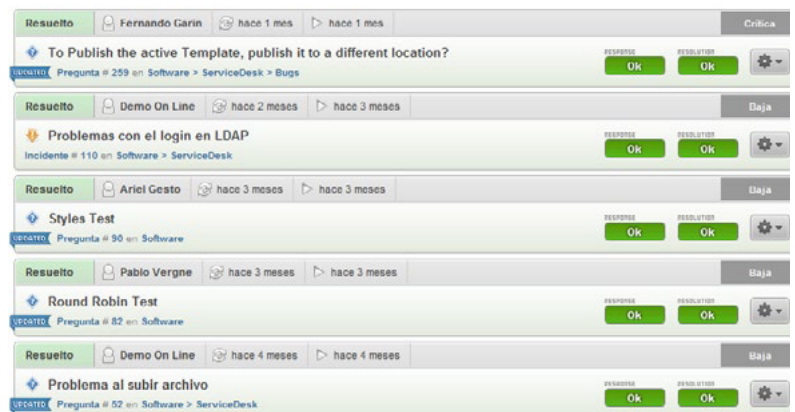 Resuelto Fernando Garin hace 1 mes hace 1 mes Crítica
To Publish the active Template, publish it to a different location? RESPONSE RESOLUTION
UPDATED Pregunta # 259 en Software > ServiceDesk > Bugs Ok Ok
Resuelto Demo On Line hace 2 meses hace 3 meses Baja
Problemas con el login en LDAP RESPONSE RESOLUTION
Incidente # 110 en Software > ServiceDesk Ok Ok
Resuelto Ariel Gesto hace 3 meses hace 3 meses Baja
Styles Test RESPONSE RESOLUTION
UPDATED Pregunta # 90 en Software Ok Ok
Resuelto Pablo Vergne hace 3 meses hace 3 meses Baja
Round Robin Test RESPONSE RESOLUTION
UPDATED Pregunta # 82 en Software Ok Ok
Resuelto Demo On Line hace 4 meses hace 4 meses Baja
Problema al subir archivo RESPONSE RESOLUTION
UPDATED Pregunta # 52 en Software > ServiceDesk Ok Ok